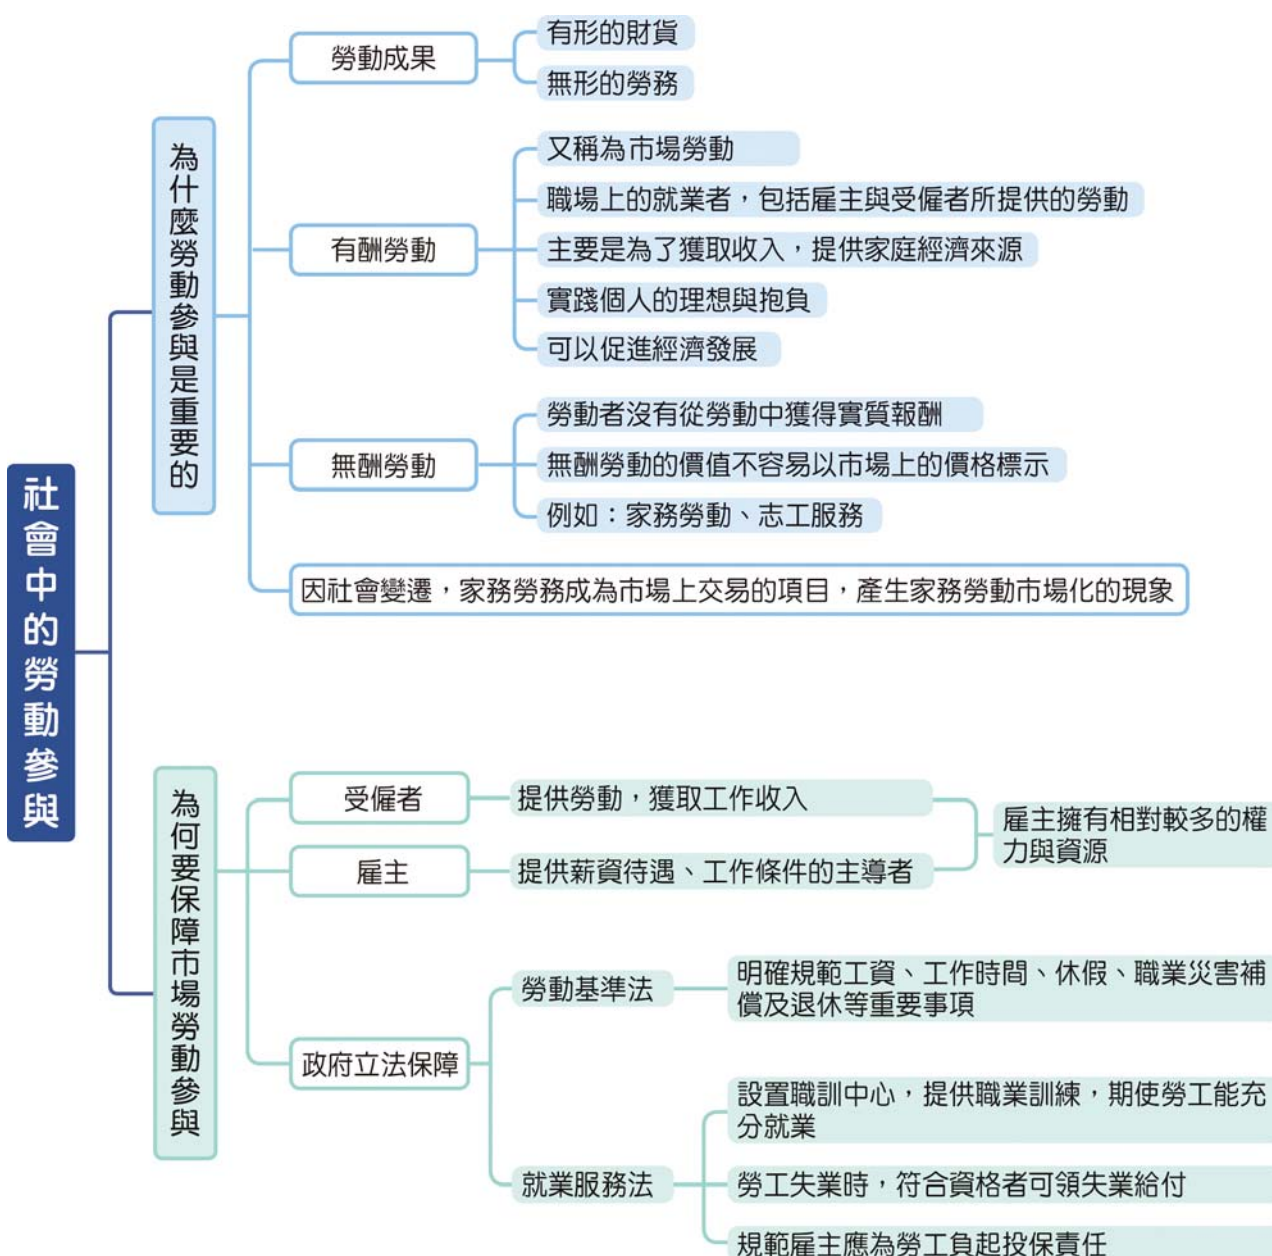 社會中的勞動參與
為什麼勞動參與是重要的
勞動成果
有形的財貨
無形的勞務
有酬勞動
又稱為市場勞動
職場上的就業者，包括雇主與受僱者所提供的勞動
主要是為了獲取收入，提供家庭經濟來源
實踐個人的理想與抱負
可以促進經濟發展
無酬勞動
勞動者沒有從勞動中獲得實質報酬
無酬勞動的價值不容易以市場上的價格標示
例如：家務勞動、志工服務
因社會變遷，家務勞務成為市場上交易的項目，產生家務勞動市場化的現象
為何要保障市場勞動參與
受僱者
提供勞動，獲取工作收入
雇主
提供薪資待遇、工作條件的主導者
雇主擁有相對較多的權
力與資源
政府立法保障
勞動基準法
明確規範工資、工作時間、休假、職業災害補
償及退休等重要事項
就業服務法
設置職訓中心，提供職業訓練，期使勞工能充
分就業
勞工失業時，符合資格者可領失業給付
規範雇主應為勞工負起投保責任